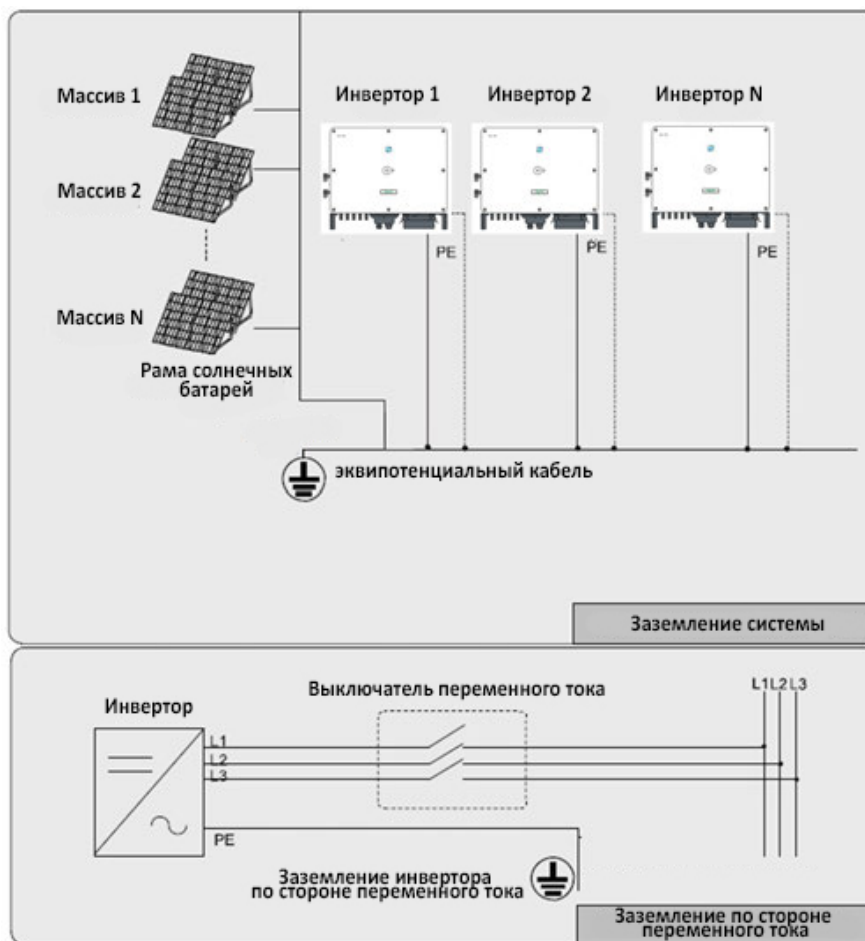 Массив 1
Массив 2
Массив N
Рама солнечных
батарей
Инвертор 1
Инвертор 2
Инвертор N
PE
PE
PE
эквипотенциальный кабель
Заземление системы
Инвертор
Выключатель переменного тока
L1L2L3
L1
L2
L3
PE
Заземление инвертора
по стороне переменного тока
Заземление по стороне
переменного тока